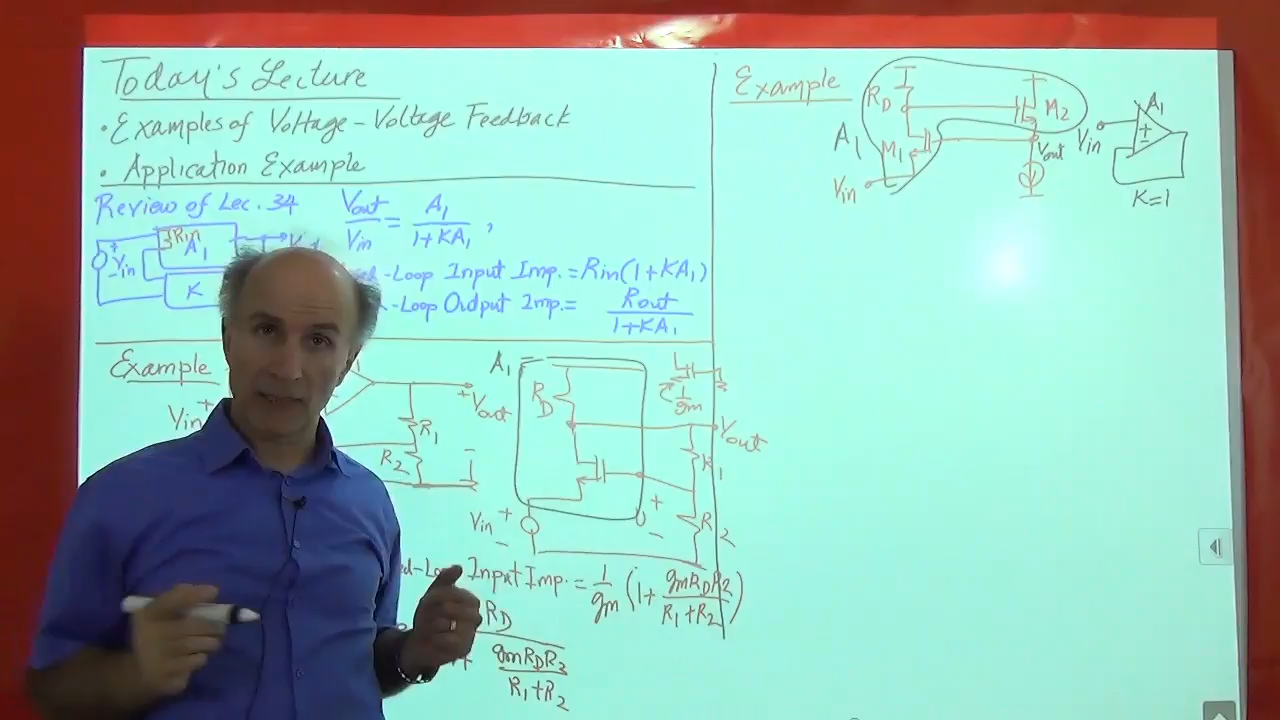 Today's Lecture
• Examples of Voltage-Voltage Feedback
• Application Example
Review of Lec. 34
Vout/Vin = A1/(1+KA1),
Rin
A1
+ Vin -
K
-Loop Input Imp. = Rin(1+KA1)
-Loop Output Imp. = Rout/(1+KA1)
Example
Vin +
+ Vout -
R1
R2
A1
RD
1/gm
Vout
R1
+
-
R2
Vin + -
Input Imp. = 1/gm (1 + gmRDR2/(R1+R2))
RD
+ gmRDR2/(R1+R2)
Example
RD
M2
A1
M1
Vout
Vin
Vin
A1
+
-
K=1